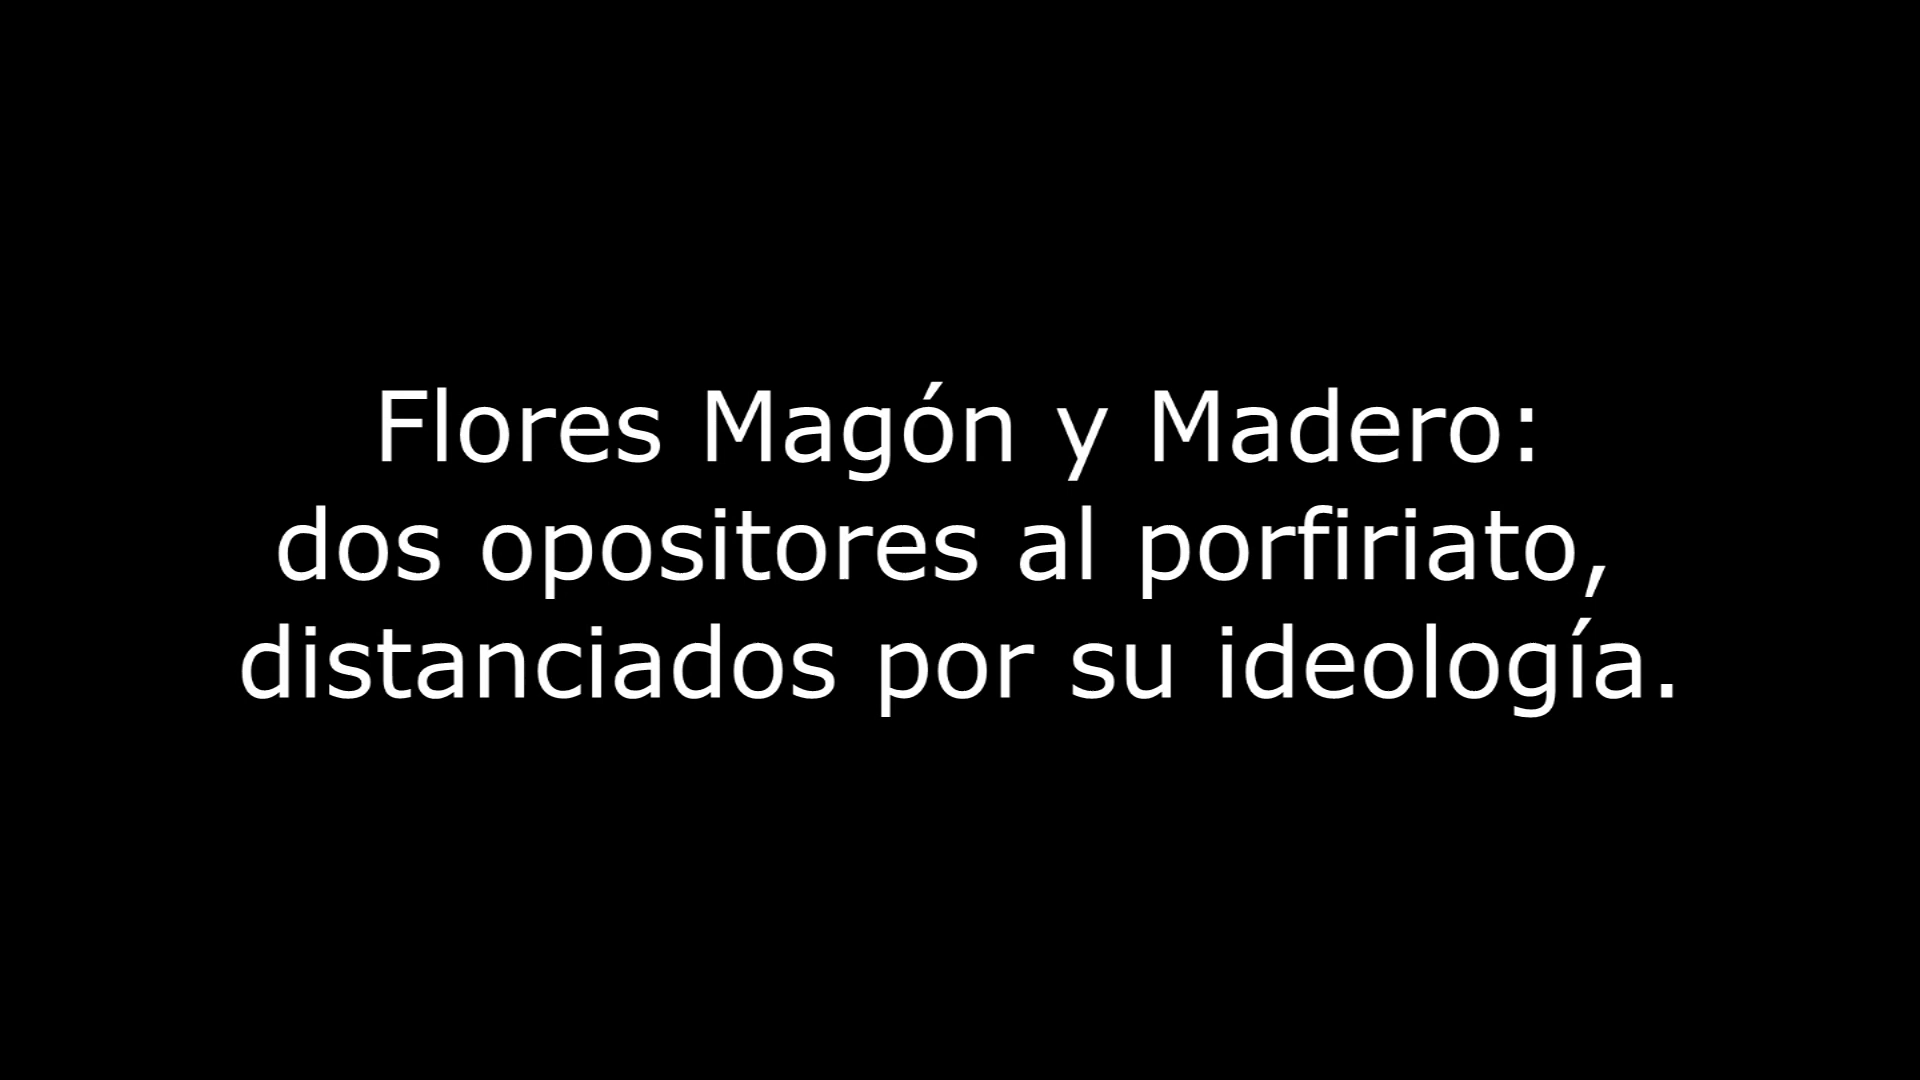 Flores Magón y Madero:
dos opositores al porfiriato,
distanciados por su ideología.